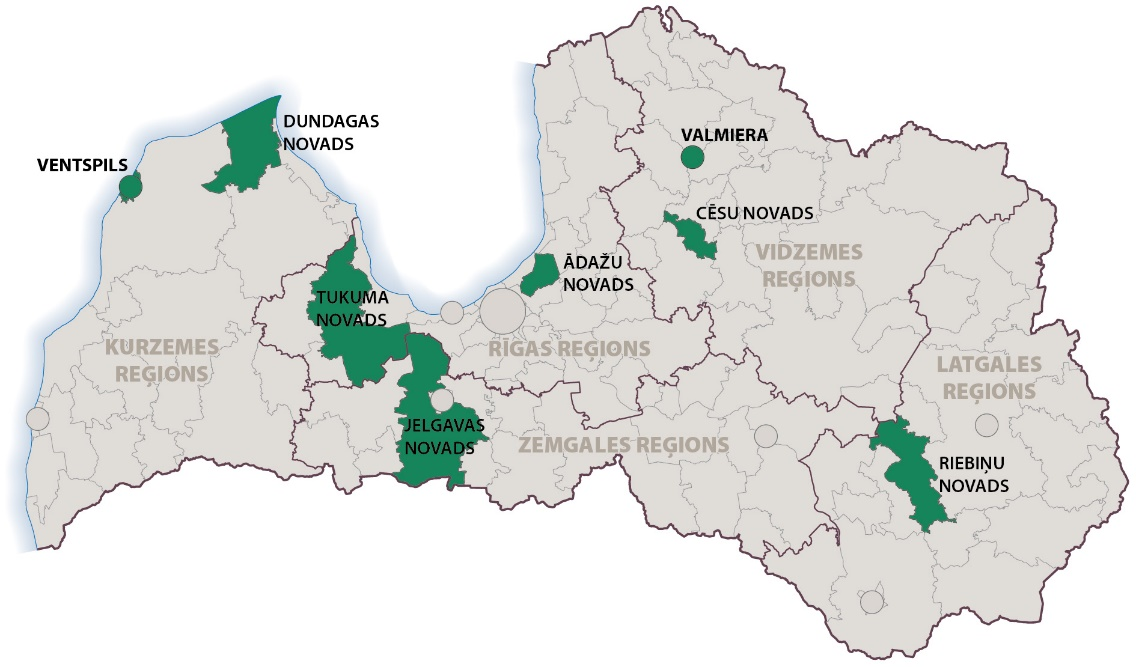 DUNDAGAS
NOVADS
VENTSPILS
VALMIERA
CĒSU NOVADS
VIDZEMES
REĢIONS
ĀDAŽU
NOVADS
TUKUMA
NOVADS
KURZEMES
REĢIONS
RĪGAS REĢIONS
LATGALES
REĢIONS
JELGAVAS
NOVADS
ZEMGALES REĢIONS
RIEBIŅU
NOVADS